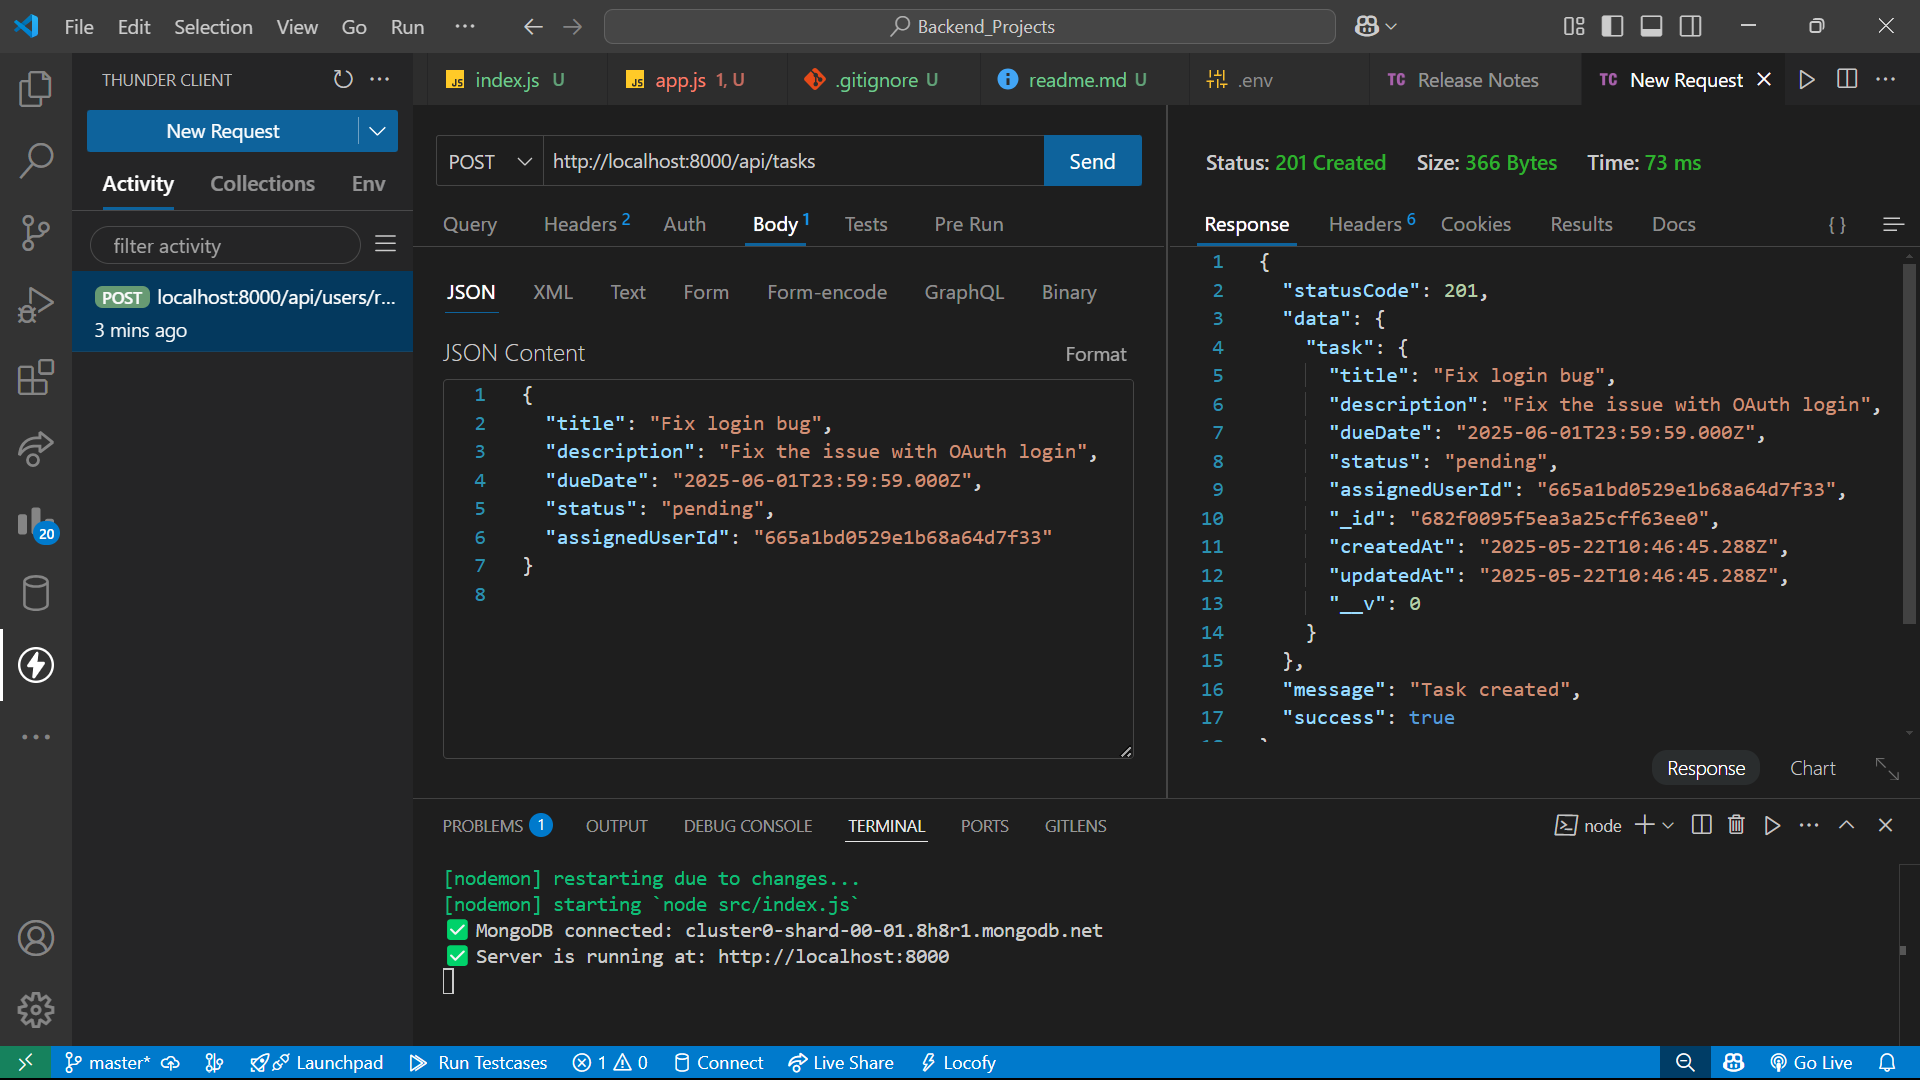 File Edit Selection View Go Run ··· Backend_Projects
THUNDER CLIENT ···
New Request
Activity Collections Env
filter activity
POST localhost:8000/api/users/r...
3 mins ago
20
index.js U app.js 1, U .gitignore U readme.md U .env TC Release Notes TC New Request
POST http://localhost:8000/api/tasks Send
Query Headers 2 Auth Body 1 Tests Pre Run
JSON XML Text Form Form-encode GraphQL Binary
JSON Content Format
1 {
2 "title": "Fix login bug",
3 "description": "Fix the issue with OAuth login",
4 "dueDate": "2025-06-01T23:59:59.000Z",
5 "status": "pending",
6 "assignedUserId": "665a1bd0529e1b68a64d7f33"
7 }
8
Status: 201 Created Size: 366 Bytes Time: 73 ms
Response Headers 6 Cookies Results Docs { }
1 {
2 "statusCode": 201,
3 "data": {
4 "task": {
5 "title": "Fix login bug",
6 "description": "Fix the issue with OAuth login",
7 "dueDate": "2025-06-01T23:59:59.000Z",
8 "status": "pending",
9 "assignedUserId": "665a1bd0529e1b68a64d7f33",
10 "_id": "682f0095f5ea3a25cff63ee0",
11 "createdAt": "2025-05-22T10:46:45.288Z",
12 "updatedAt": "2025-05-22T10:46:45.288Z",
13 "__v": 0
14 }
15 },
16 "message": "Task created",
17 "success": true
Response Chart
PROBLEMS 1 OUTPUT DEBUG CONSOLE TERMINAL PORTS GITLENS node
[nodemon] restarting due to changes...
[nodemon] starting `node src/index.js`
✅ MongoDB connected: cluster0-shard-00-01.8h8r1.mongodb.net
✅ Server is running at: http://localhost:8000
master* Launchpad Run Testcases 1 0 Connect Live Share Locofy Go Live